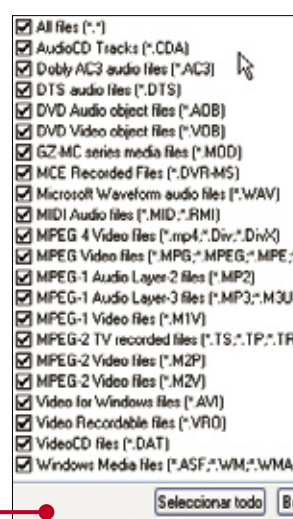 All files (*.*)
AudioCD Tracks (*.CDA)
Dobly AC3 audio files (*.AC3)
DTS audio files (*.DTS)
DVD Audio object files (*.AOB)
DVD Video object files (*.VOB)
GZ-MC series media files (*.MOD)
MCE Recorded Files (*.DVR-MS)
Microsoft Waveform audio files (*.WAV)
MIDI Audio files (*.MID;*.RMI)
MPEG 4 Video files (*.mp4;*.Div;*.DivX)
MPEG Video files (*.MPG;*.MPEG;*.MPE;
MPEG-1 Audio Layer-2 files (*.MP2)
MPEG-1 Audio Layer-3 files (*.MP3;*.M3U
MPEG-1 Video files (*.M1V)
MPEG-2 TV recorded files (*.TS;*.TP;*.TR
MPEG-2 Video files (*.M2P)
MPEG-2 Video files (*.M2V)
Video for Windows files (*.AVI)
Video Recordable files (*.VRO)
VideoCD files (*.DAT)
Windows Media files (*.ASF;*.WM;*.WMA
Seleccionar todo